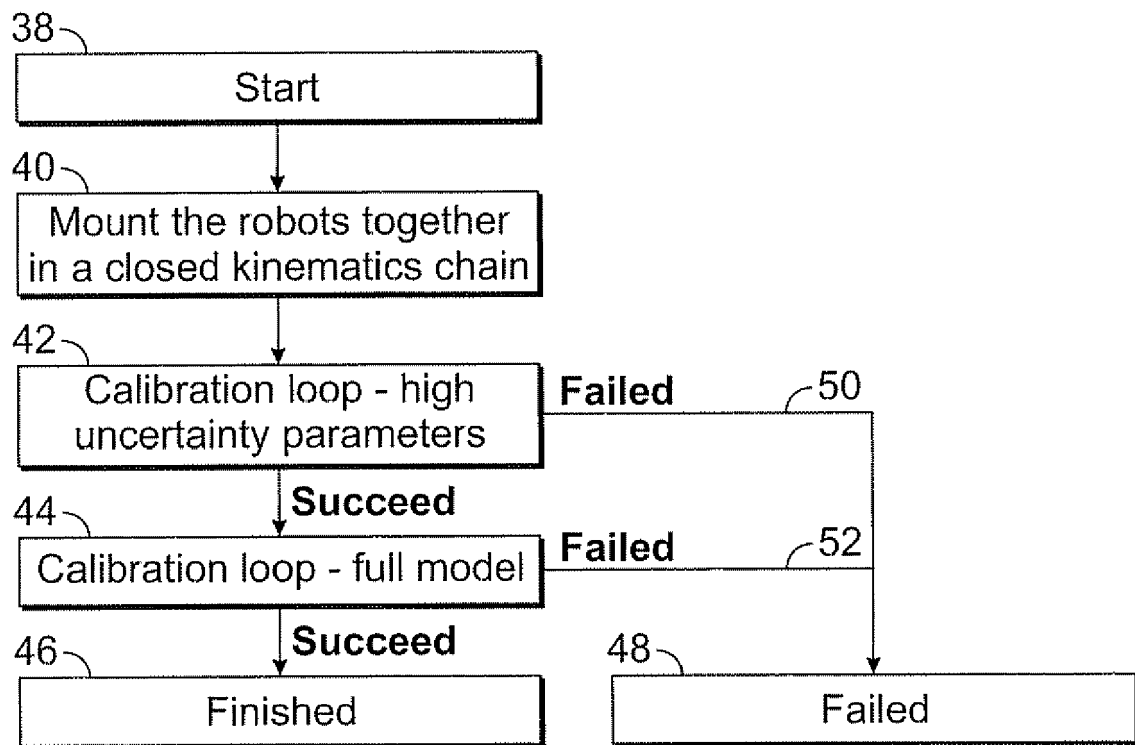 38
Start
40
Mount the robots together
in a closed kinematics chain
42
Calibration loop - high
uncertainty parameters
Failed
50
Succeed
44
Calibration loop - full model
Failed
52
Succeed
46
Finished
48
Failed